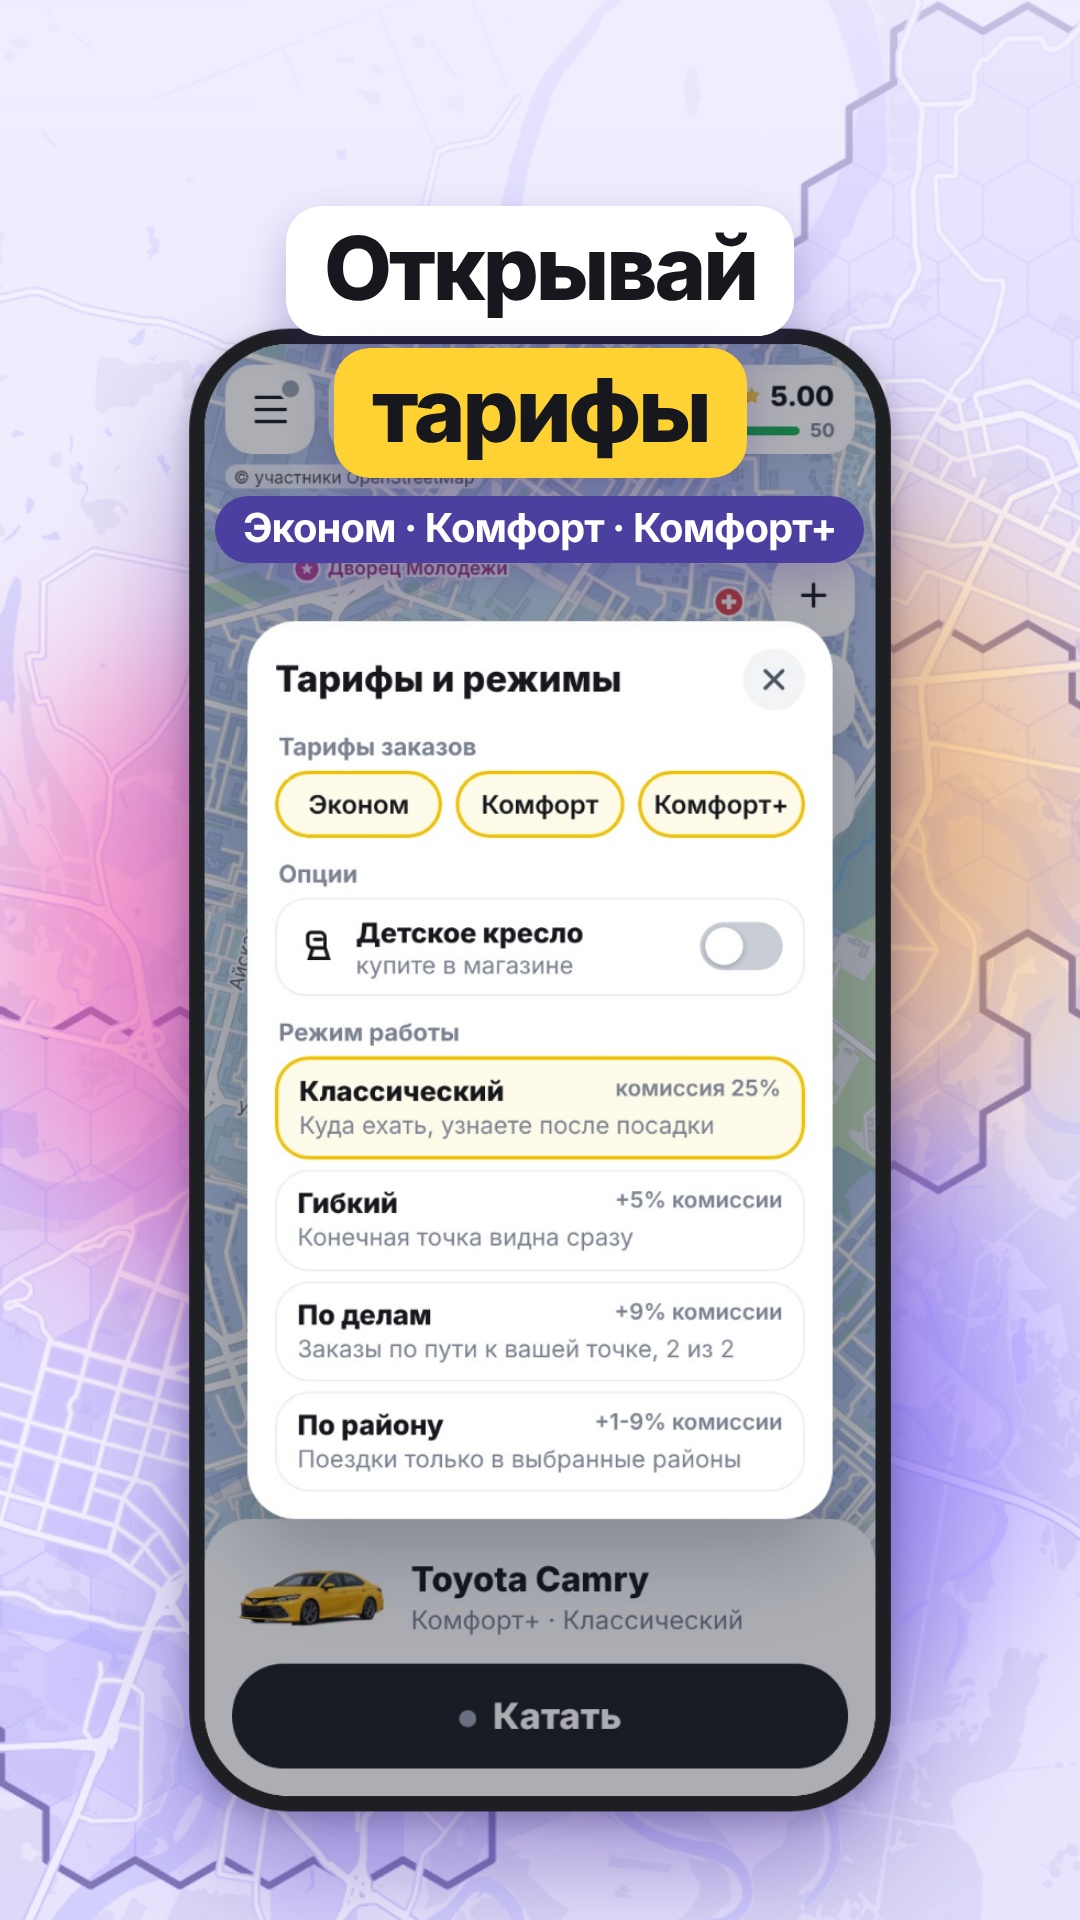 Открывай
тарифы
5.00
50
© участники OpenStreetMap
Эконом · Комфорт · Комфорт+
Дворец Молодёжи
Тарифы и режимы
Тарифы заказов
Эконом
Комфорт
Комфорт+
Опции
Детское кресло
купите в магазине
Режим работы
Классический
комиссия 25%
Куда ехать, узнаете после посадки
Гибкий
+5% комиссии
Конечная точка видна сразу
По делам
+9% комиссии
Заказы по пути к вашей точке, 2 из 2
По району
+1-9% комиссии
Поездки только в выбранные районы
Toyota Camry
Комфорт+ · Классический
Катать